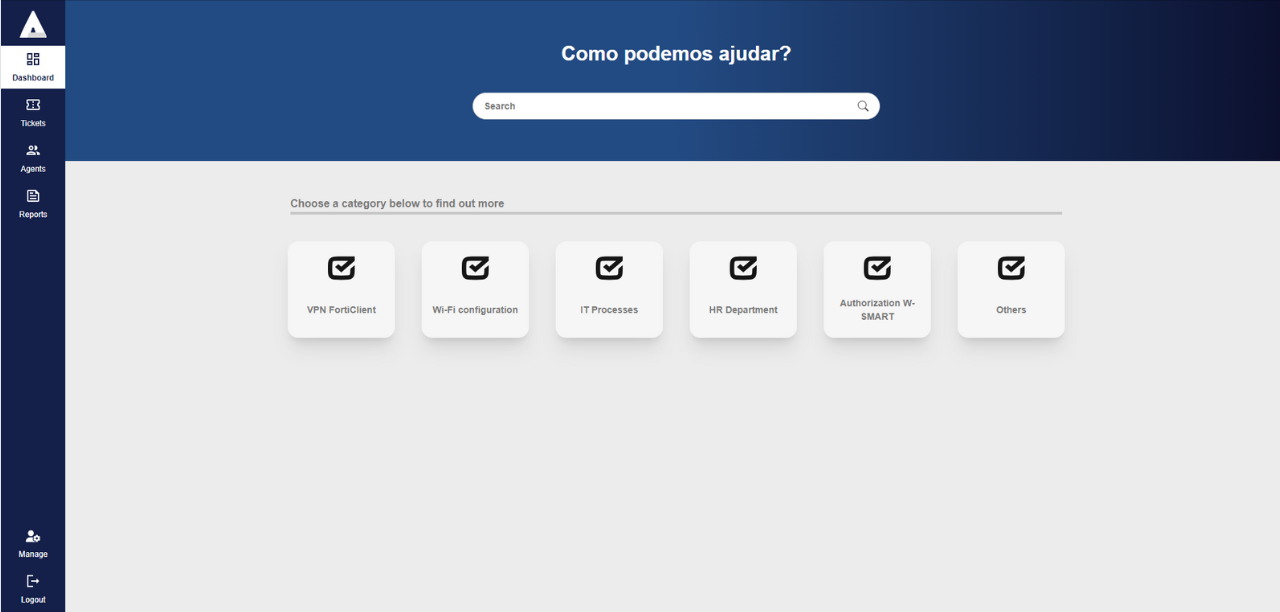 Dashboard
Tickets
Agents
Reports
Manage
Logout
Como podemos ajudar?
Search
Choose a category below to find out more
VPN FortiClient
Wi-Fi configuration
IT Processes
HR Department
Authorization W-
SMART
Others